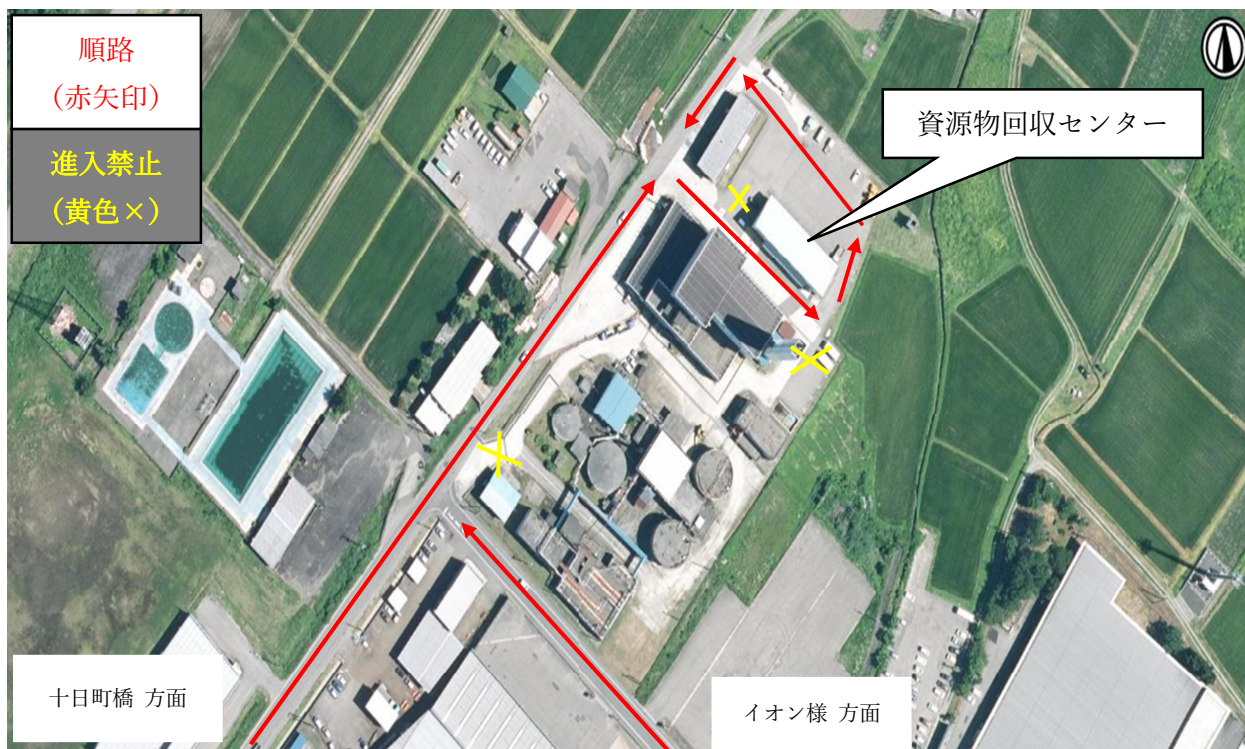 順路
(赤矢印)
進入禁止
(黄色×)
資源物回収センター
十日町橋 方面
イオン様 方面